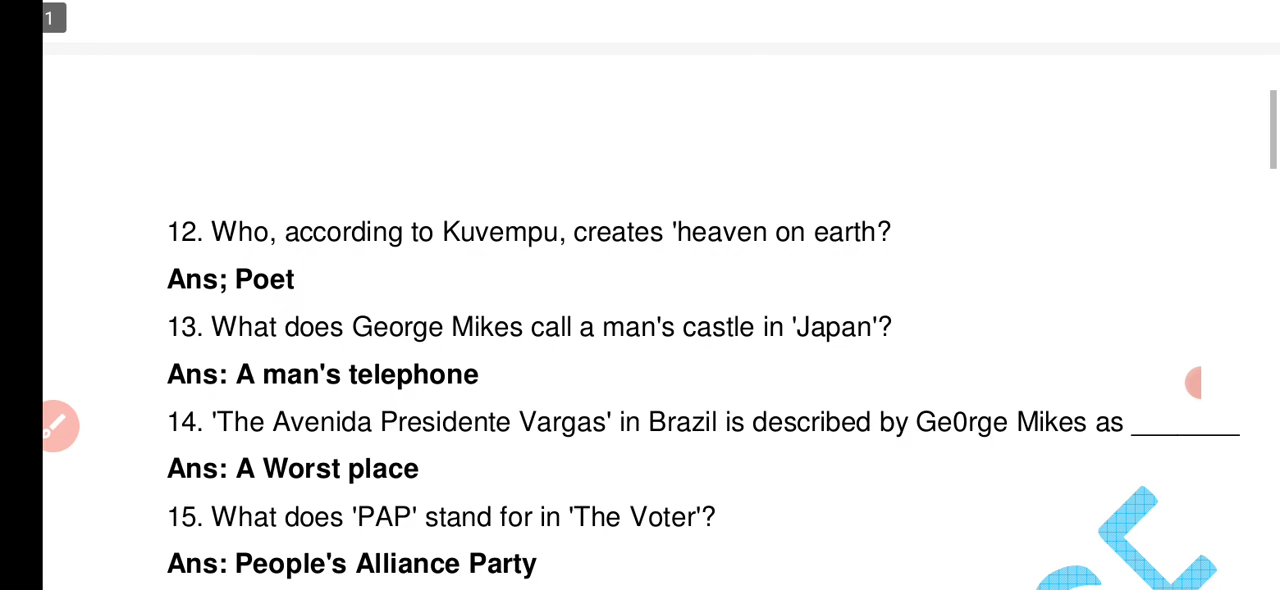 1
12. Who, according to Kuvempu, creates 'heaven on earth?
Ans; Poet
13. What does George Mikes call a man's castle in 'Japan'?
Ans: A man's telephone
14. 'The Avenida Presidente Vargas' in Brazil is described by Ge0rge Mikes as ________
Ans: A Worst place
15. What does 'PAP' stand for in 'The Voter'?
Ans: People's Alliance Party